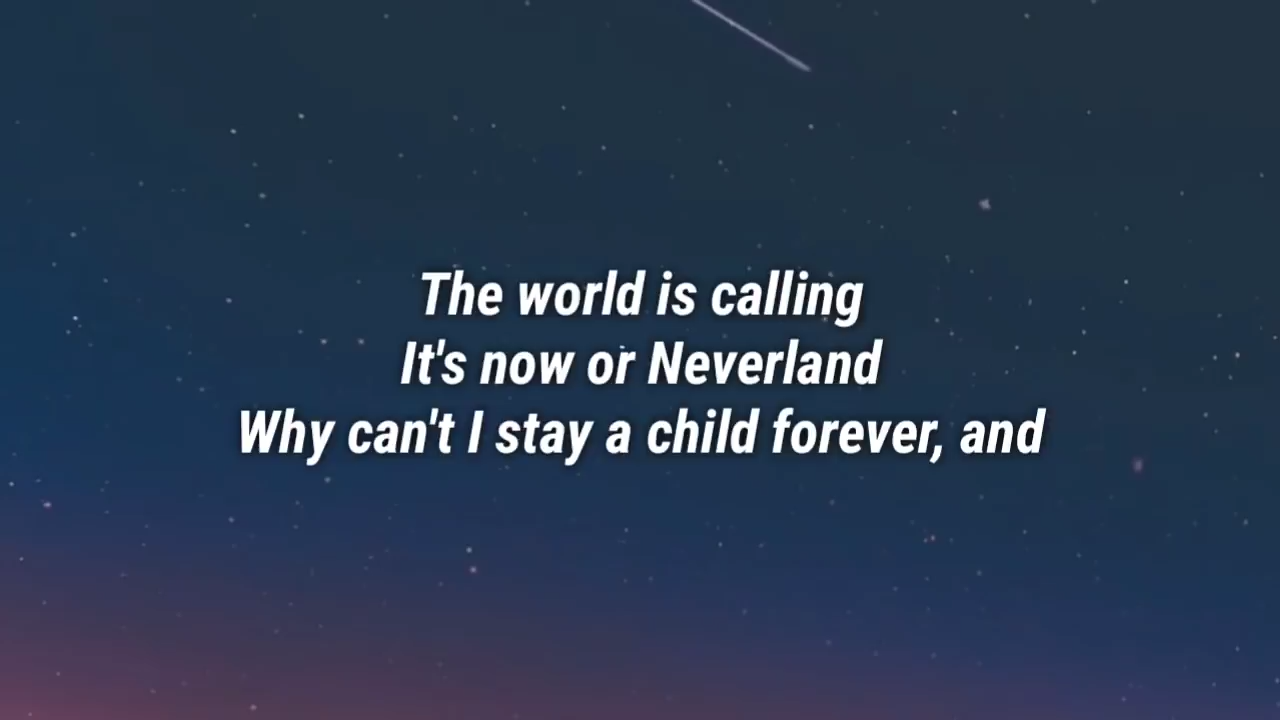 The world is calling
It's now or Neverland
Why can't I stay a child forever, and